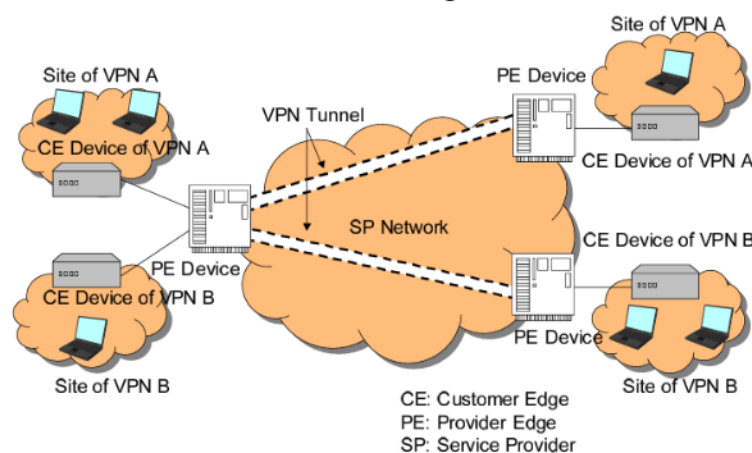 Site of VPN A
Site of VPN A
PE Device
VPN Tunnel
CE Device of VPN A
CE Device of VPN A
SP Network
CE Device of VPN B
PE Device
CE Device of VPN B
PE Device
Site of VPN B
Site of VPN B
CE: Customer Edge
PE: Provider Edge
SP: Service Provider